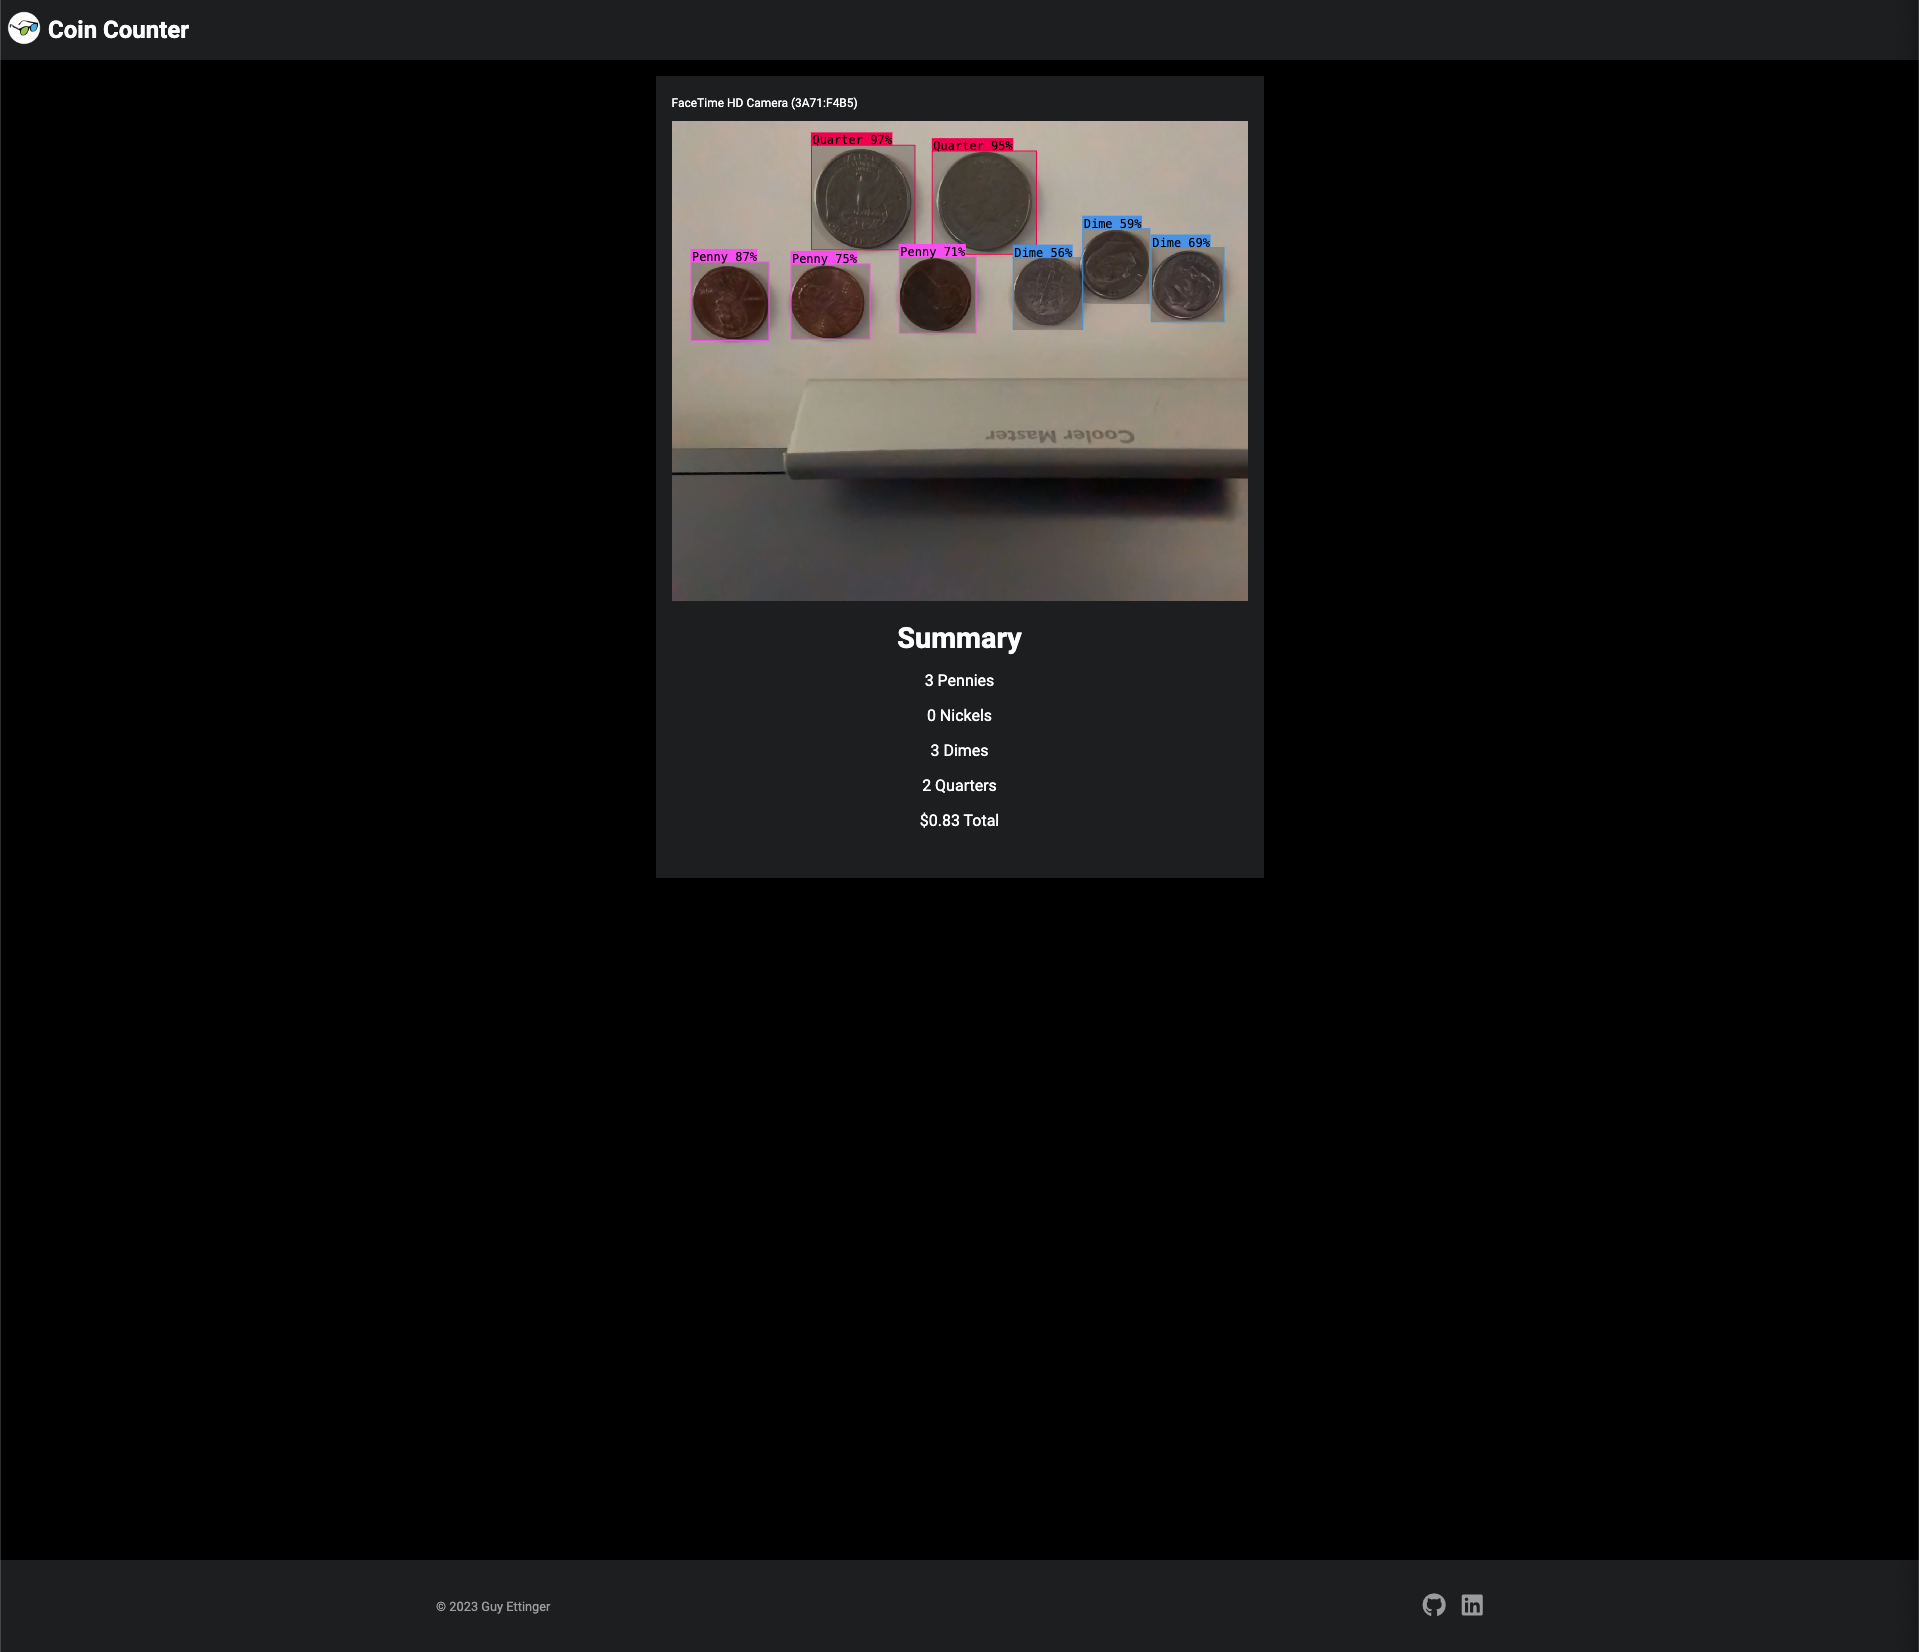 Coin Counter
FaceTime HD Camera (3A71:F4B5)
Quarter 97%
Quarter 95%
Dime 59%
Dime 69%
Penny 87%
Penny 75%
Penny 71%
Dime 56%
Cooler Master
Summary
3 Pennies
0 Nickels
3 Dimes
2 Quarters
$0.83 Total
© 2023 Guy Ettinger
in